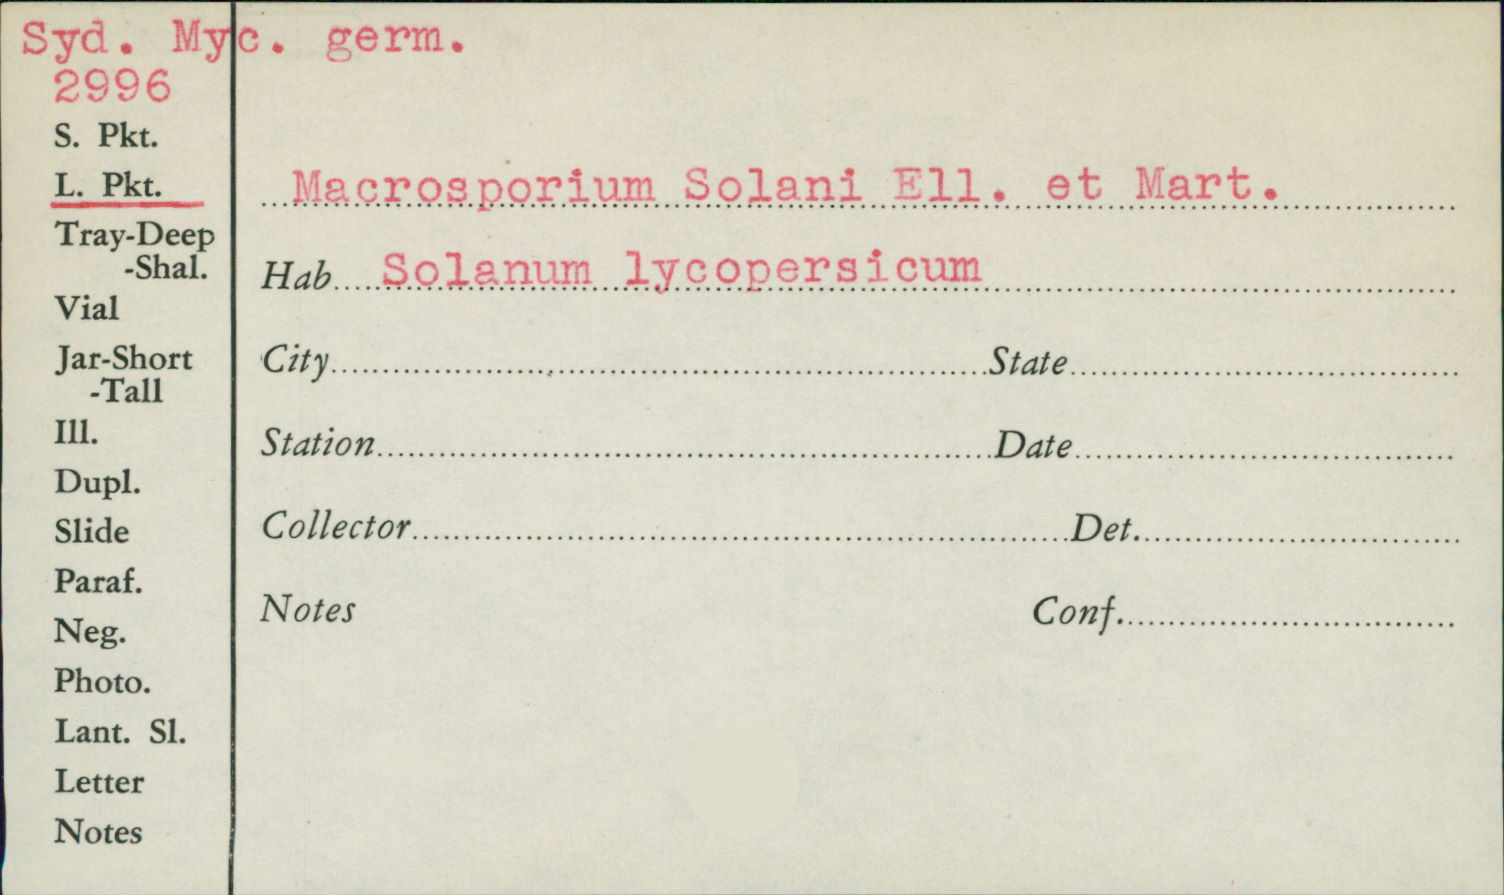 Syd. Myc. germ.
2996
S. Pkt.
L. Pkt.
Tray-Deep
-Shal.
Vial
Jar-Short
-Tall
Ill.
Dupl.
Slide
Paraf.
Neg.
Photo.
Lant. Sl.
Letter
Notes
Macrosporium Solani Ell. et Mart.
Hab. Solanum lycopersicum
City State
Station Date
Collector Det.
Notes Conf.